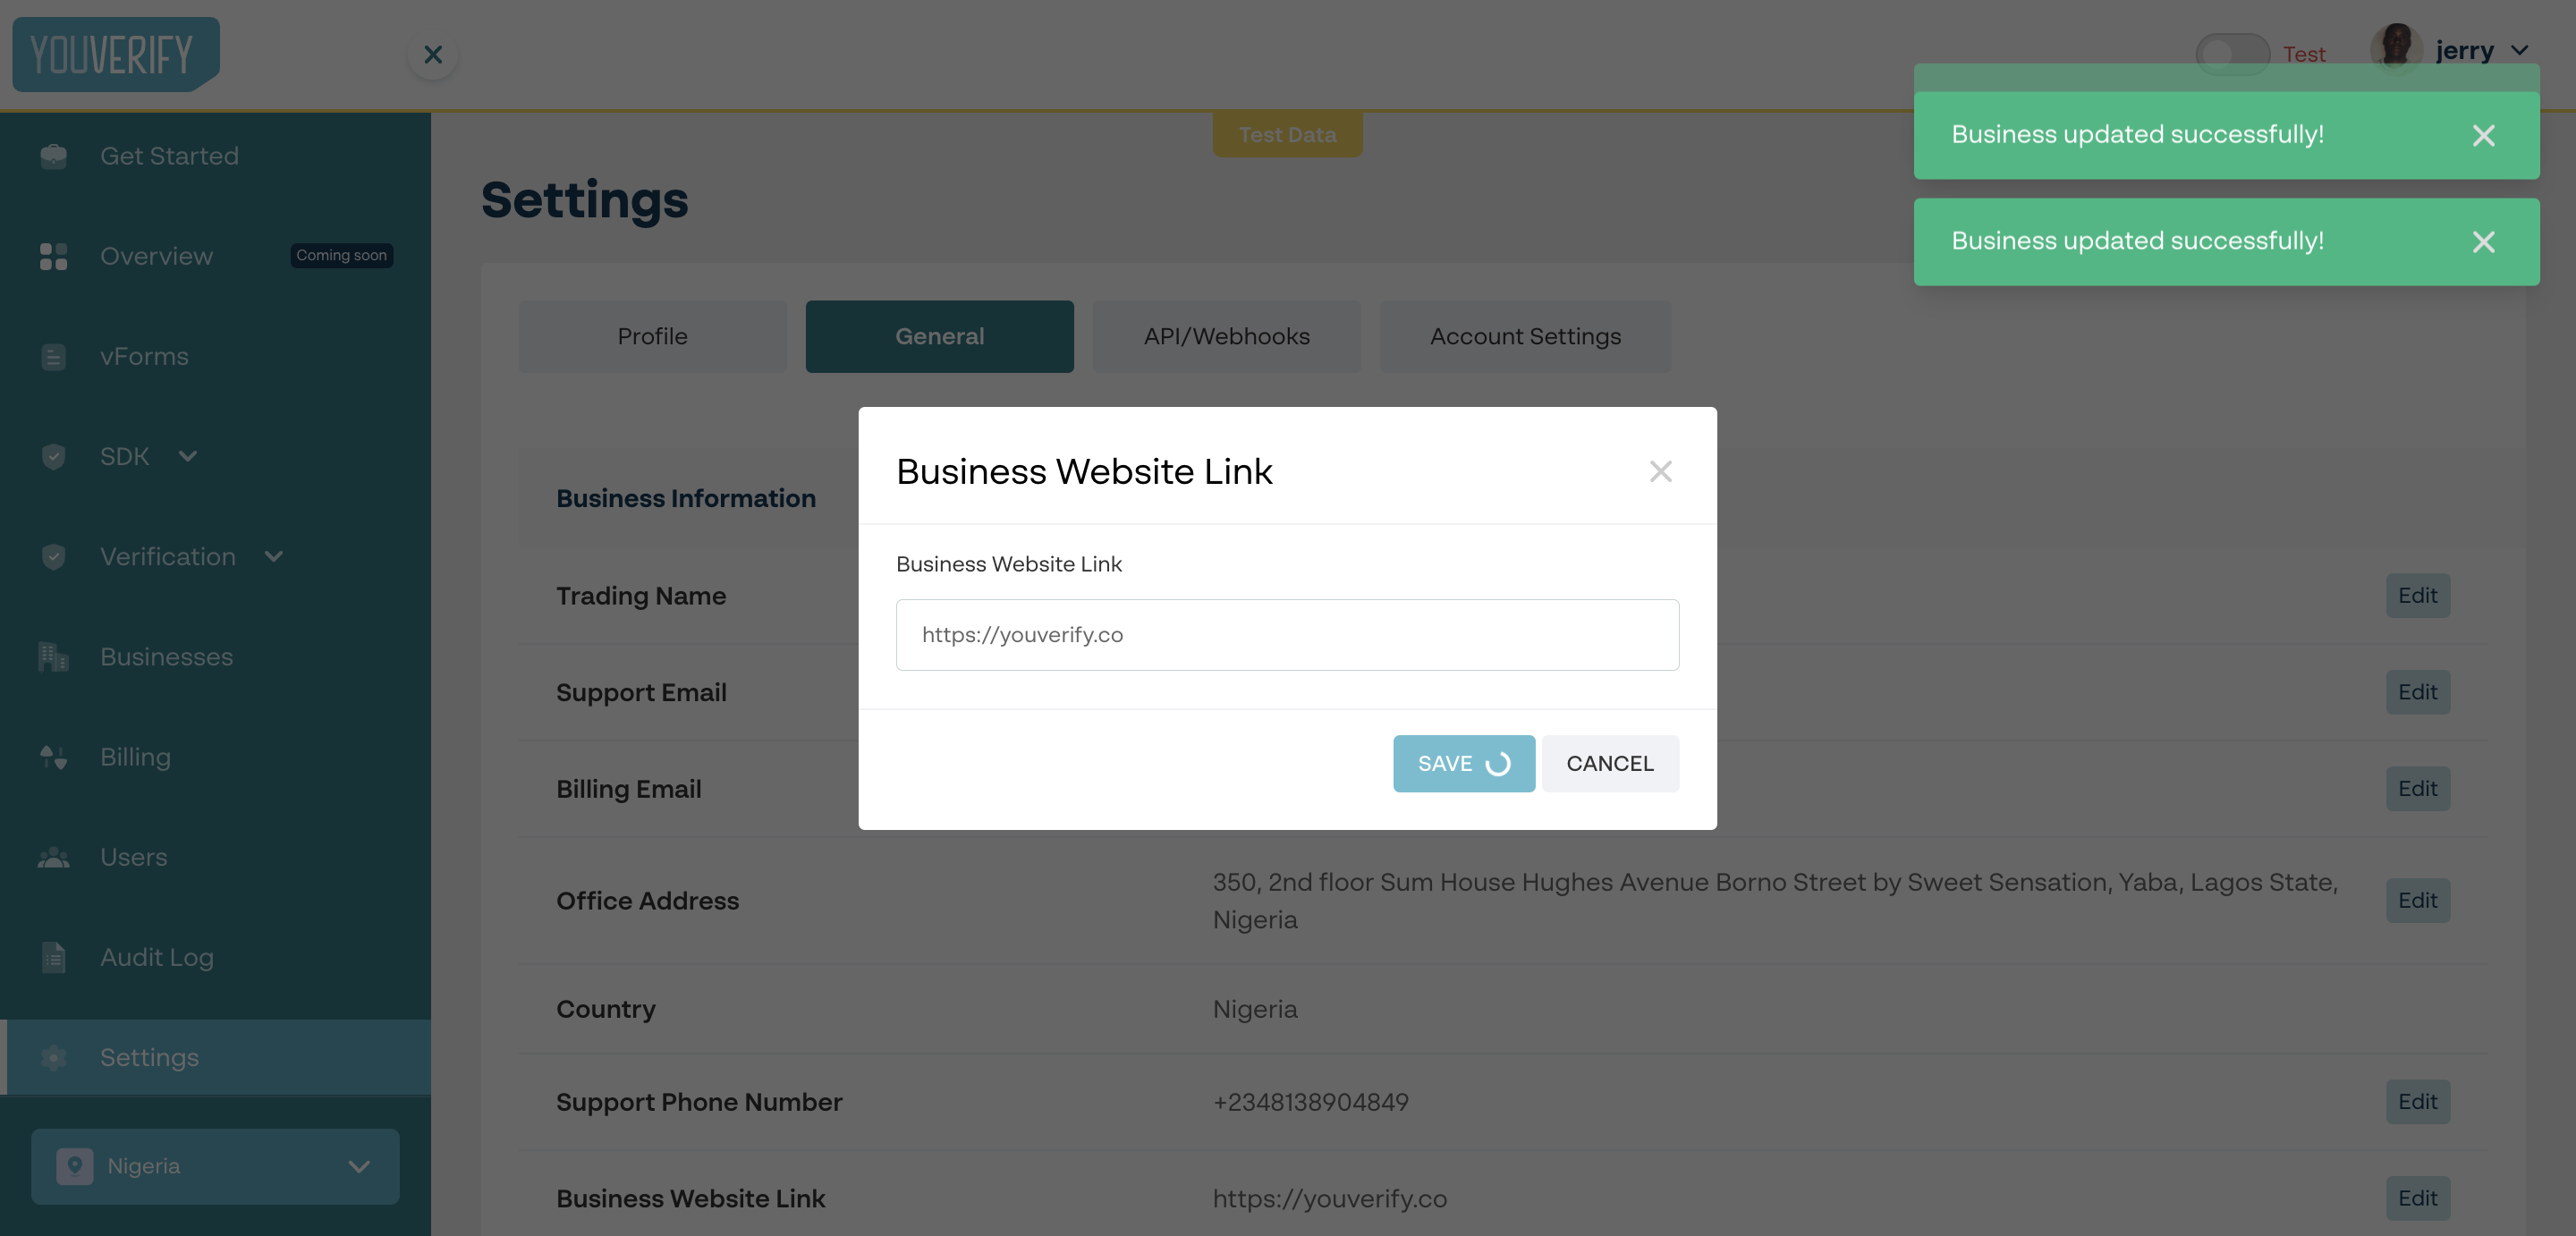 YOUVERIFY
Test
jerry
Test Data
Business updated successfully!
Business updated successfully!
Get Started
Overview
Coming soon
vForms
SDK
Verification
Businesses
Billing
Users
Audit Log
Settings
Nigeria
Settings
Profile
General
API/Webhooks
Account Settings
Business Information
Trading Name
Edit
Support Email
Edit
Billing Email
Edit
Office Address
350, 2nd floor Sum House Hughes Avenue Borno Street by Sweet Sensation, Yaba, Lagos State,
Nigeria
Edit
Country
Nigeria
Support Phone Number
+2348138904849
Edit
Business Website Link
https://youverify.co
Edit
Business Website Link
Business Website Link
https://youverify.co
SAVE
CANCEL